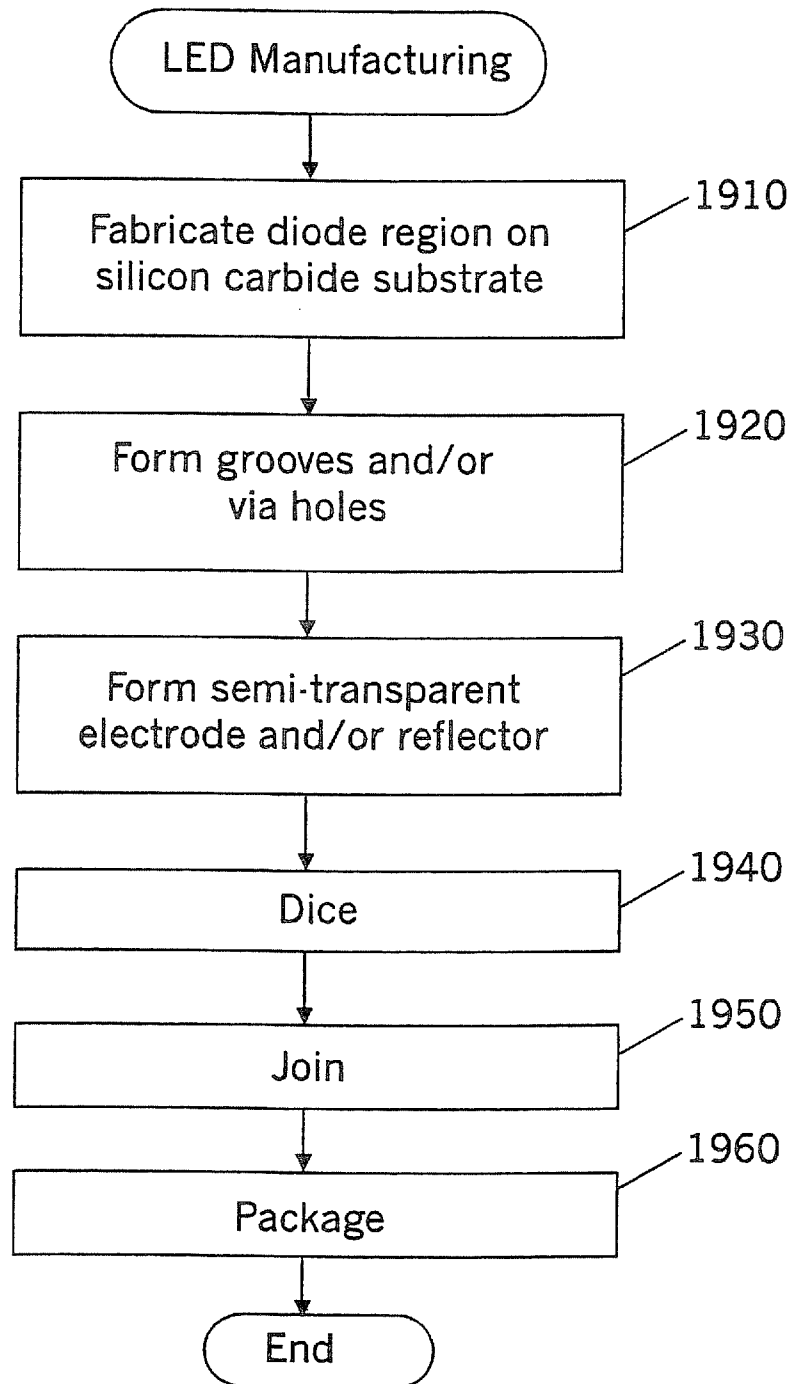 LED Manufacturing
1910
Fabricate diode region on
silicon carbide substrate
1920
Form grooves and/or
via holes
1930
Form semi-transparent
electrode and/or reflector
1940
Dice
1950
Join
1960
Package
End